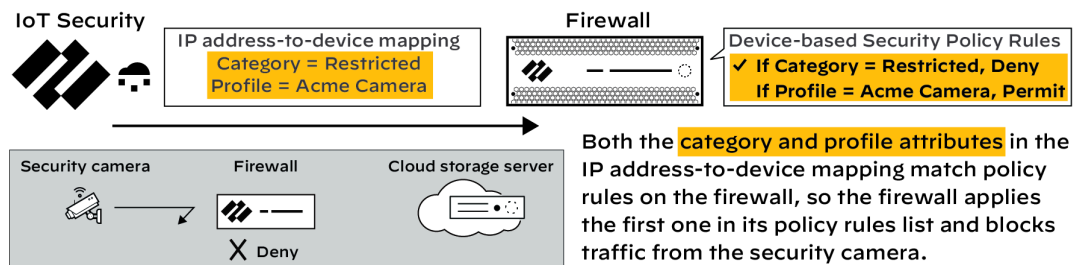 IoT Security
IP address-to-device mapping
Category = Restricted
Profile = Acme Camera
Firewall
Device-based Security Policy Rules
✓ If Category = Restricted, Deny
If Profile = Acme Camera, Permit
Security camera
Firewall
Cloud storage server
X Deny
Both the category and profile attributes in the
IP address-to-device mapping match policy
rules on the firewall, so the firewall applies
the first one in its policy rules list and blocks
traffic from the security camera.